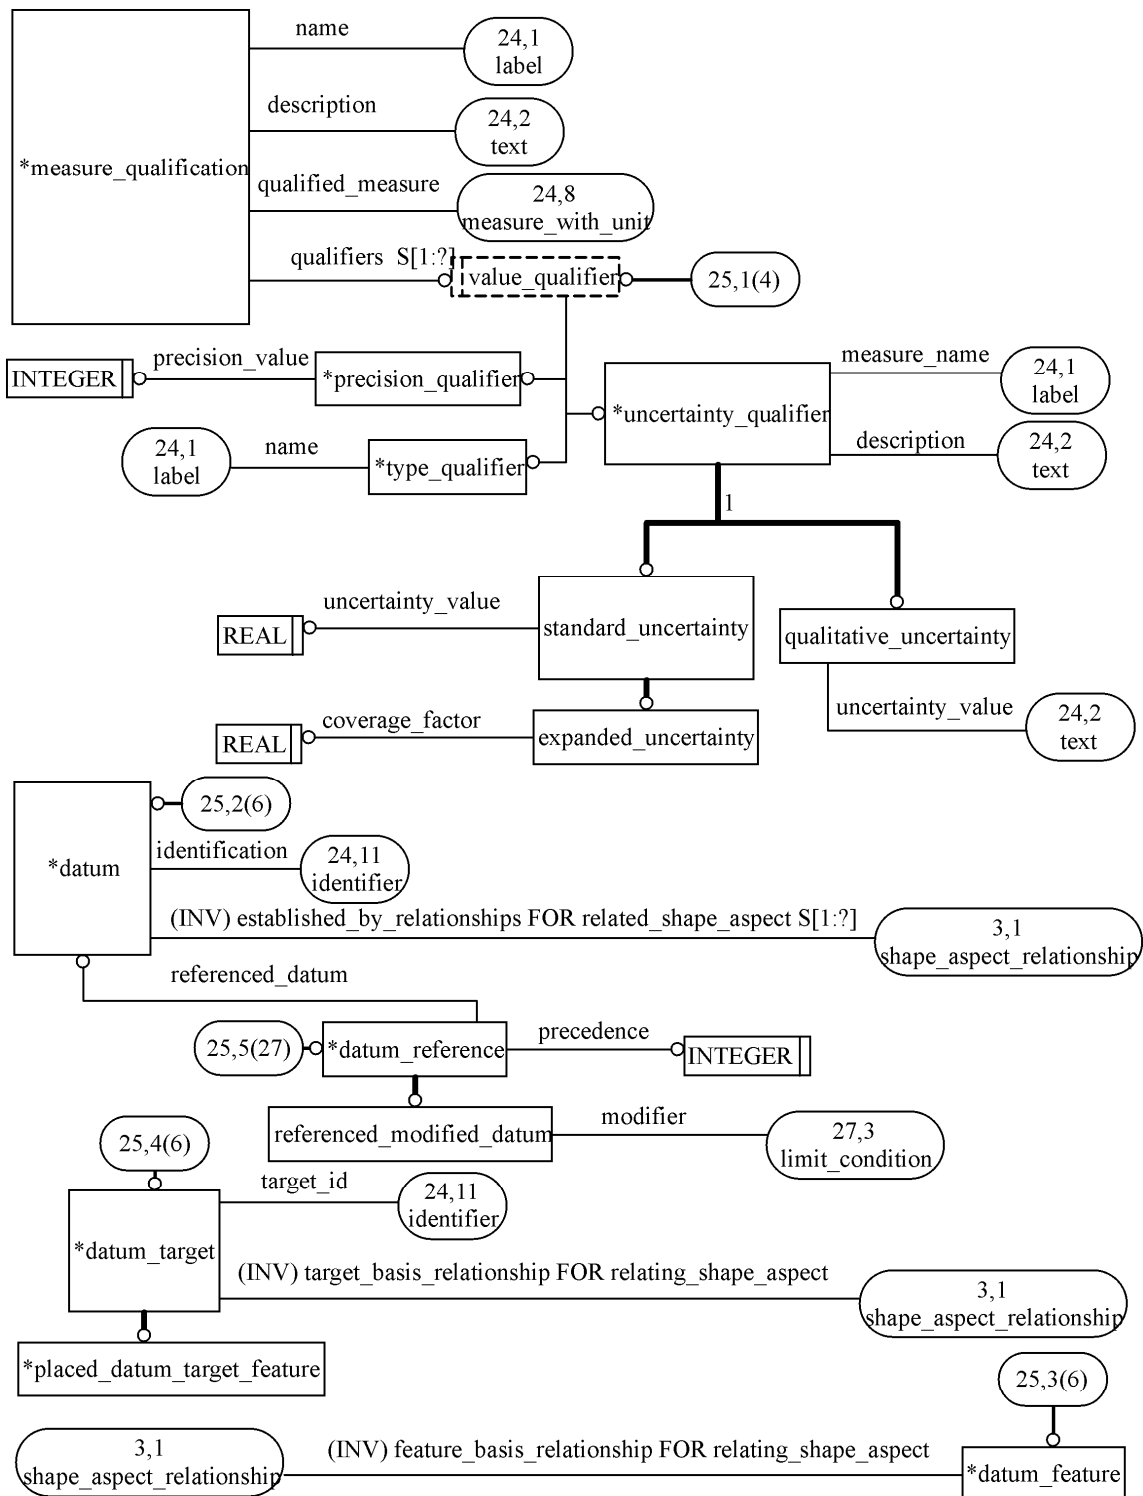 name
24,1
label
description
24,2
text
*measure_qualification
qualified_measure
24,8
measure_with_unit
qualifiers S[1:?]
value_qualifier
25,1(4)
precision_value
INTEGER
*precision_qualifier
measure_name
24,1
label
*uncertainty_qualifier
description
24,2
text
24,1
label
name
*type_qualifier
1
uncertainty_value
REAL
standard_uncertainty
qualitative_uncertainty
uncertainty_value
24,2
text
coverage_factor
REAL
expanded_uncertainty
25,2(6)
*datum
identification
24,11
identifier
(INV) established_by_relationships FOR related_shape_aspect S[1:?]
3,1
shape_aspect_relationship
referenced_datum
25,5(27)
*datum_reference
precedence
INTEGER
referenced_modified_datum
modifier
27,3
limit_condition
25,4(6)
target_id
24,11
identifier
*datum_target
(INV) target_basis_relationship FOR relating_shape_aspect
3,1
shape_aspect_relationship
*placed_datum_target_feature
25,3(6)
3,1
shape_aspect_relationship
(INV) feature_basis_relationship FOR relating_shape_aspect
*datum_feature